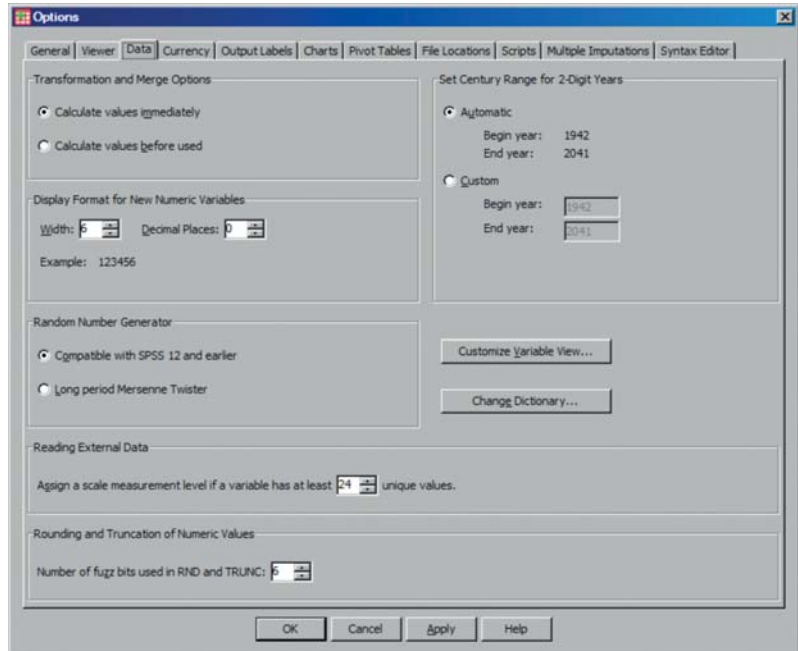 Options
General Viewer Data Currency Output Labels Charts Pivot Tables File Locations Scripts Multiple Imputations Syntax Editor
Transformation and Merge Options
Calculate values immediately
Calculate values before used
Display Format for New Numeric Variables
Width: 6 Decimal Places: 0
Example: 123456
Set Century Range for 2-Digit Years
Automatic
Begin year: 1942
End year: 2041
Custom
Begin year: 1942
End year: 2041
Random Number Generator
Compatible with SPSS 12 and earlier
Long period Mersenne Twister
Customize Variable View...
Change Dictionary...
Reading External Data
Assign a scale measurement level if a variable has at least 24 unique values.
Rounding and Truncation of Numeric Values
Number of fuzz bits used in RND and TRUNC: 6
OK Cancel Apply Help